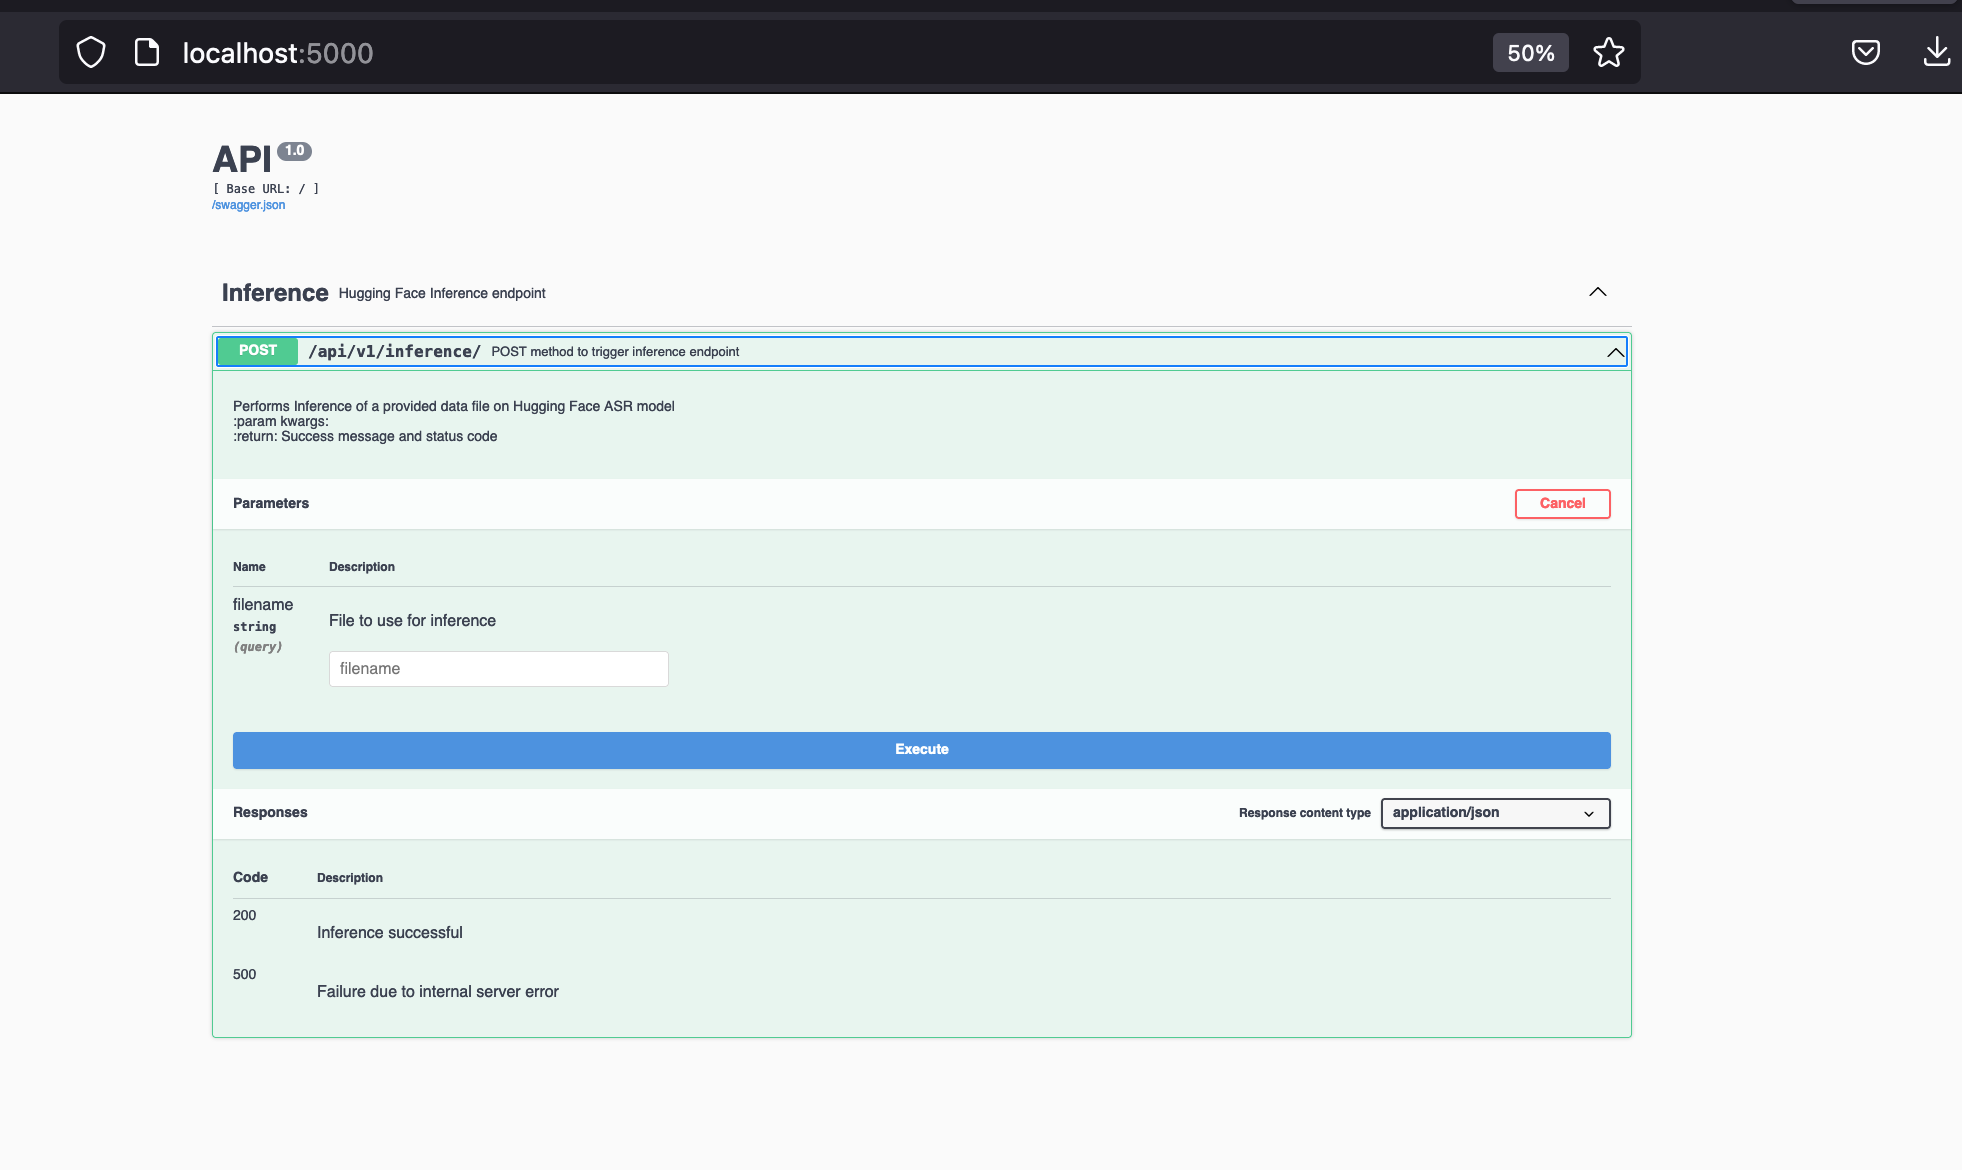 localhost:5000
50%
API 1.0
[ Base URL: / ]
/swagger.json
Inference Hugging Face Inference endpoint
POST /api/v1/inference/ POST method to trigger inference endpoint
Performs Inference of a provided data file on Hugging Face ASR model
:param kwargs:
:return: Success message and status code
Parameters
Cancel
Name Description
filename
string
(query)
File to use for inference
filename
Execute
Responses
Response content type application/json
Code Description
200
Inference successful
500
Failure due to internal server error